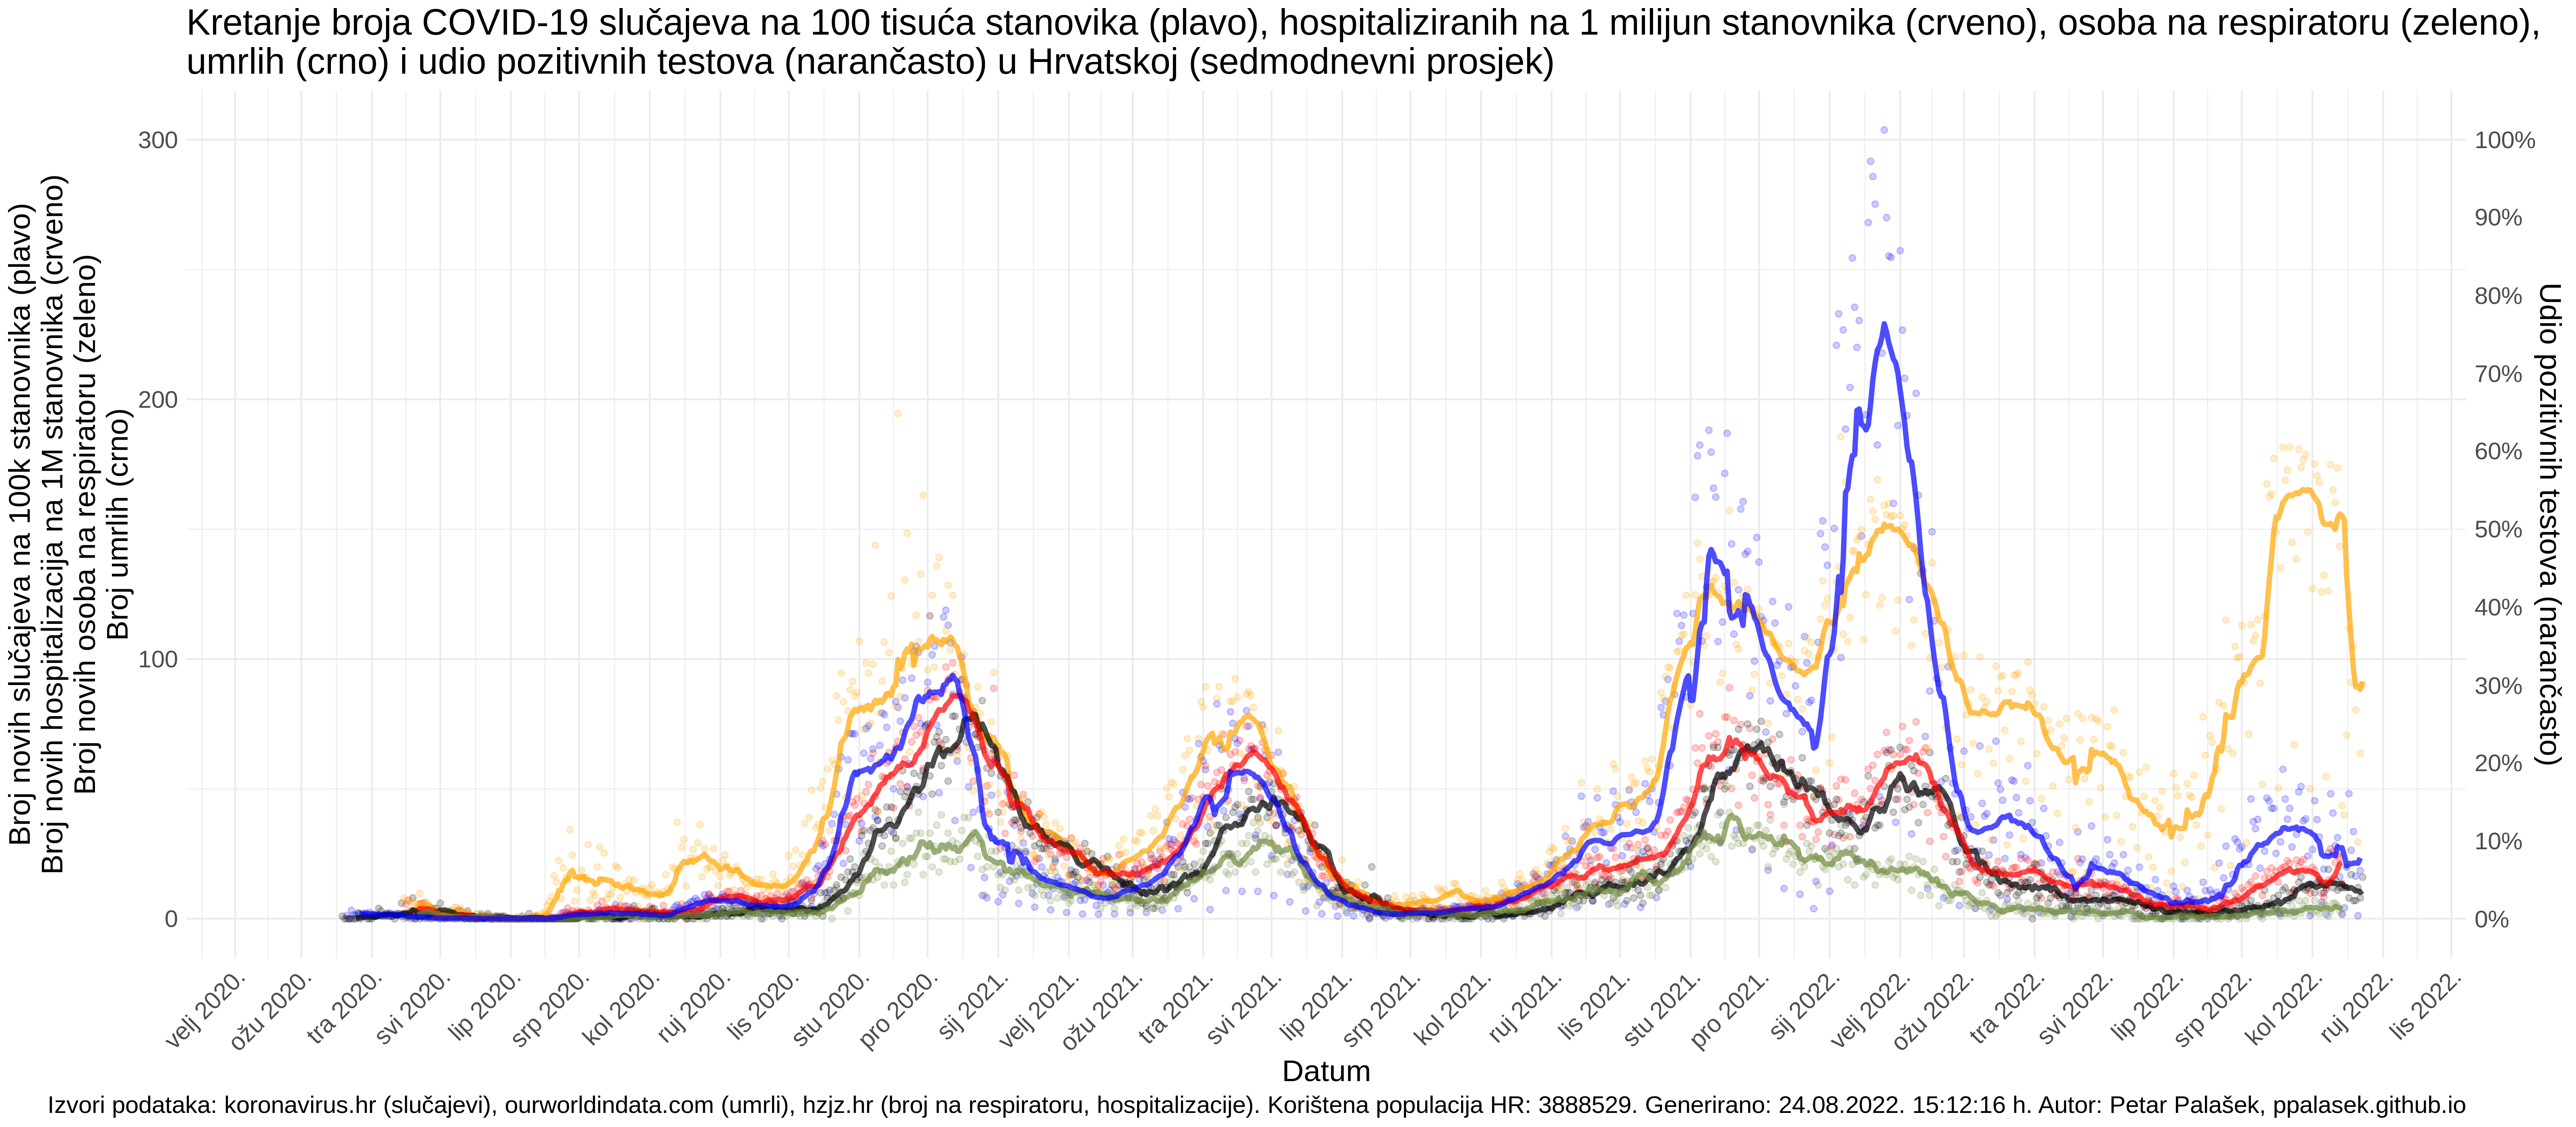 Kretanje broja COVID-19 slučajeva na 100 tisuća stanovika (plavo), hospitaliziranih na 1 milijun stanovnika (crveno), osoba na respiratoru (zeleno),
umrlih (crno) i udio pozitivnih testova (narančasto) u Hrvatskoj (sedmodnevni prosjek)
Broj novih slučajeva na 100k stanovnika (plavo)
Broj novih hospitalizacija na 1M stanovnika (crveno)
Broj novih osoba na respiratoru (zeleno)
Broj umrlih (crno)
300
200
100
0
100%
90%
80%
70%
60%
50%
40%
30%
20%
10%
0%
Udio pozitivnih testova (narančasto)
velj 2020.
ožu 2020.
tra 2020.
svi 2020.
lip 2020.
srp 2020.
kol 2020.
ruj 2020.
lis 2020.
stu 2020.
pro 2020.
sij 2021.
velj 2021.
ožu 2021.
tra 2021.
svi 2021.
lip 2021.
srp 2021.
kol 2021.
ruj 2021.
lis 2021.
stu 2021.
pro 2021.
sij 2022.
velj 2022.
ožu 2022.
tra 2022.
svi 2022.
lip 2022.
srp 2022.
kol 2022.
ruj 2022.
lis 2022.
Datum
Izvori podataka: koronavirus.hr (slučajevi), ourworldindata.com (umrli), hzjz.hr (broj na respiratoru, hospitalizacije). Korištena populacija HR: 3888529. Generirano: 24.08.2022. 15:12:16 h. Autor: Petar Palašek, ppalasek.github.io